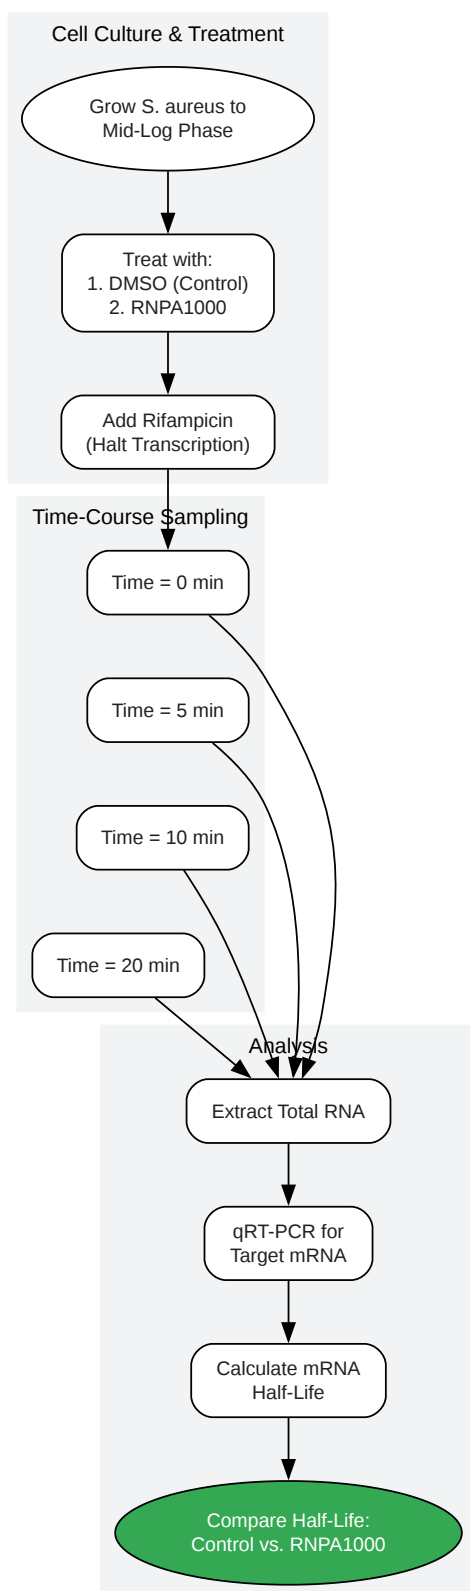 Cell Culture & Treatment
Grow S. aureus to
Mid-Log Phase
Treat with:
1. DMSO (Control)
2. RNPA1000
Add Rifampicin
(Halt Transcription)
Time-Course Sampling
Time = 0 min
Time = 5 min
Time = 10 min
Time = 20 min
Analysis
Extract Total RNA
qRT-PCR for
Target mRNA
Calculate mRNA
Half-Life
Compare Half-Life:
Control vs. RNPA1000